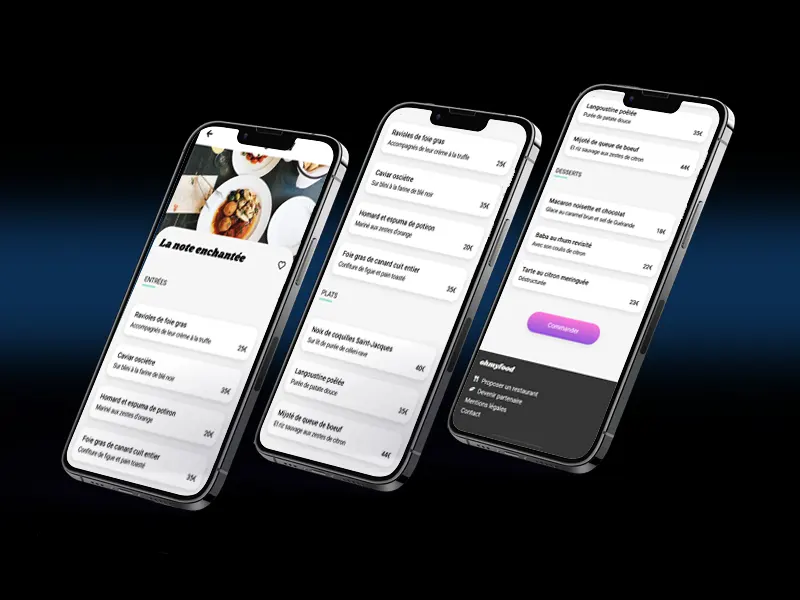 La note enchantée
ENTRÉES
Ravioles de foie gras
Accompagnés de leur crème à la truffe
25€
Caviar osciètre
Sur blos à la farine de blé noir
35€
Homard et espuma de potiron
Mariné aux zestes d'orange
20€
Foie gras de canard cuit entier
Confiture de figue et pain toasté
35€
Ravioles de foie gras
Accompagnés de leur crème à la truffe
25€
Caviar osciètre
Sur blos à la farine de blé noir
35€
Homard et espuma de potiron
Mariné aux zestes d'orange
20€
Foie gras de canard cuit entier
Confiture de figue et pain toasté
35€
PLATS
Noix de coquilles Saint-Jacques
Sur lit de purée de céleri-rave
40€
Langoustine poêlée
Purée de patate douce
35€
Mijoté de queue de boeuf
Et riz sauvage aux zestes de citron
44€
Langoustine poêlée
Purée de patate douce
35€
Mijoté de queue de boeuf
Et riz sauvage aux zestes de citron
44€
DESSERTS
Macaron noisette et chocolat
Glace au caramel brun et sel de Guérande
18€
Baba au rhum revisité
Avec son coulis de citron
22€
Tarte au citron meringuée
Déstructurée
23€
Commander
ohmyfood
Proposer un restaurant
Devenir partenaire
Mentions légales
Contact